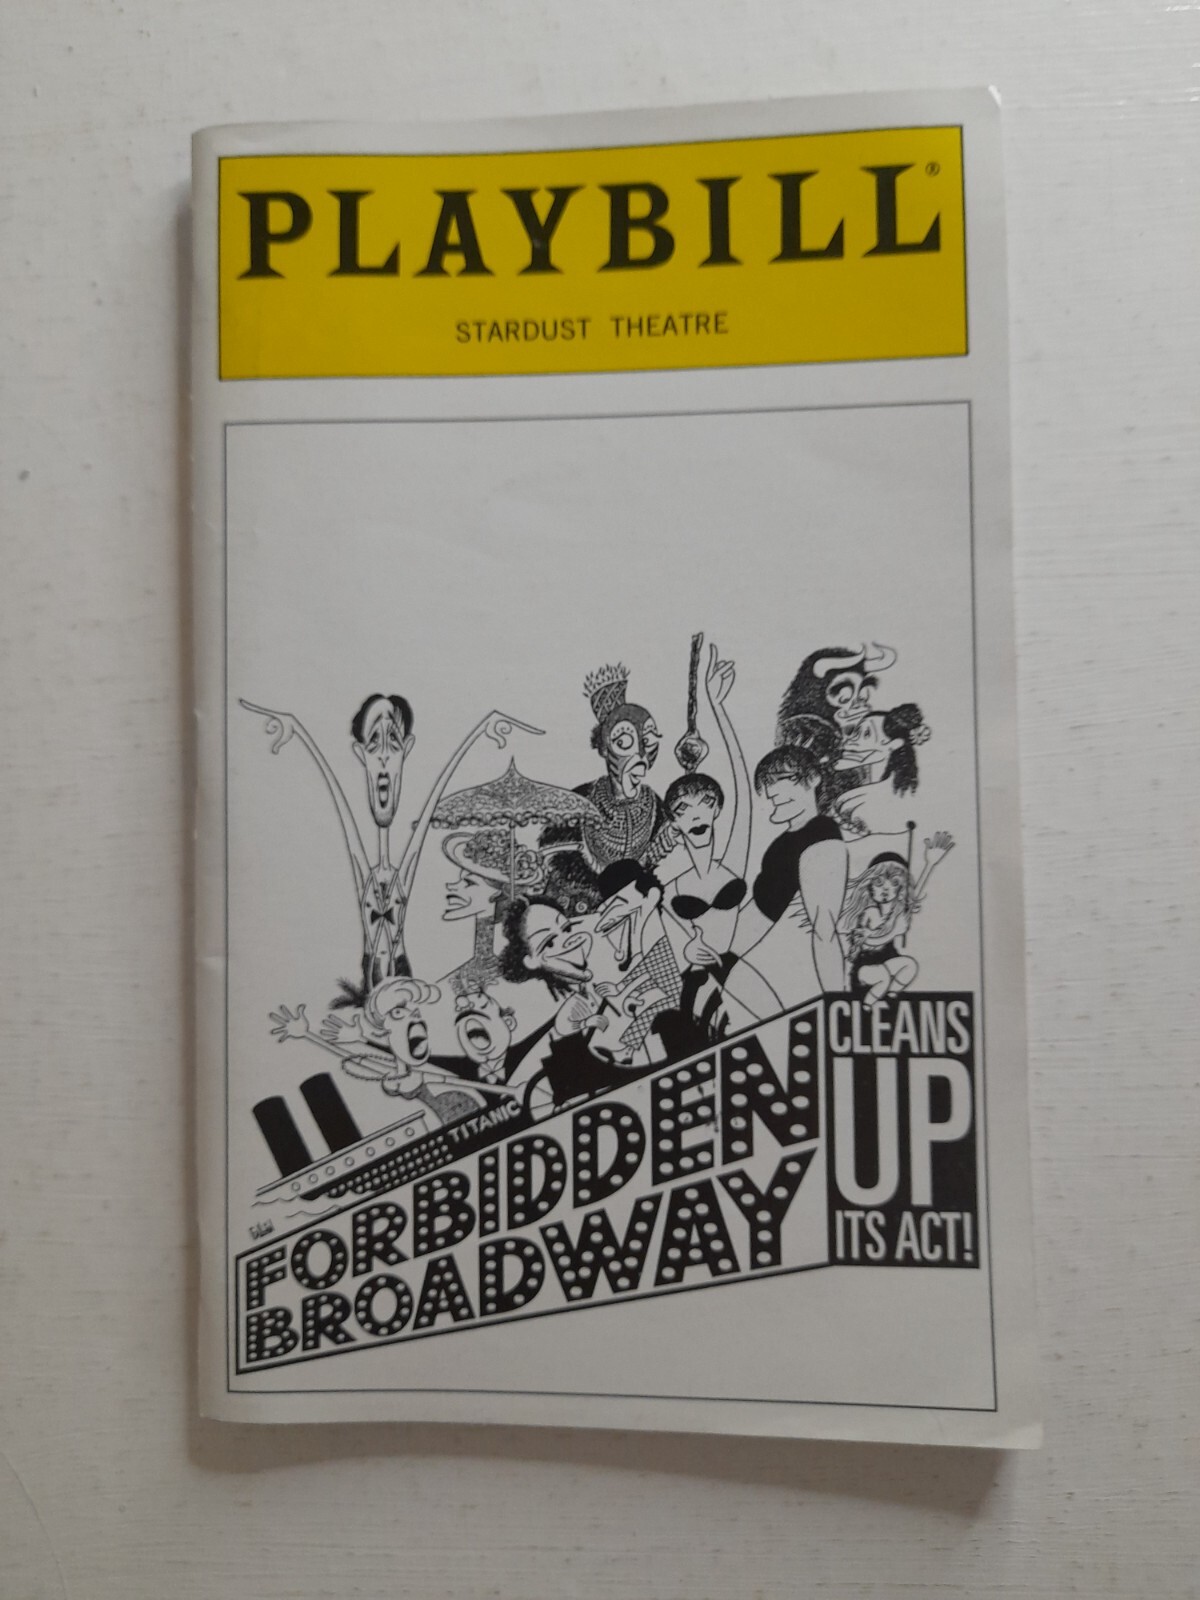 PLAYBILL®
STARDUST THEATRE
TITANIC
FORBIDDEN
BROADWAY
CLEANS
UP
ITS ACT!